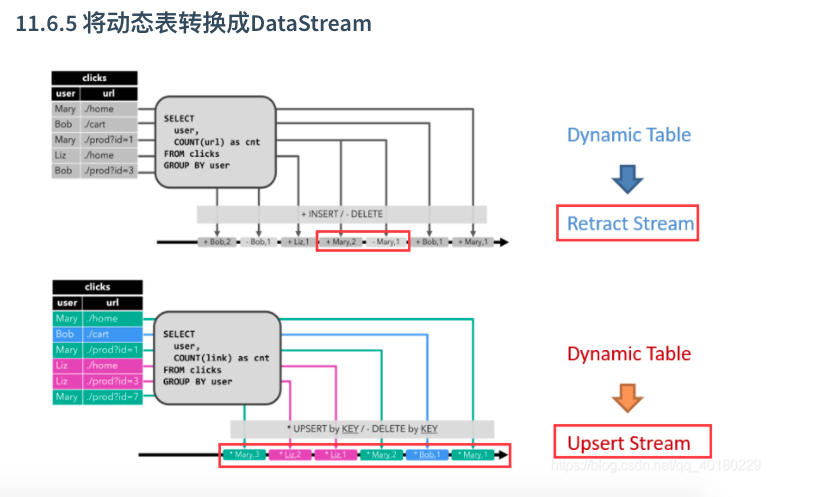 11.6.5 将动态表转换成DataStream
clicks
user url
Mary ./home
Bob ./cart
Mary ./prod?id=1
Liz ./home
Bob ./prod?id=3
SELECT
user,
COUNT(url) as cnt
FROM clicks
GROUP BY user
+ INSERT / - DELETE
+ Bob,2 - Bob,1 + Liz,1 + Mary,2 - Mary,1 + Bob,1 + Mary,1
Dynamic Table
Retract Stream
clicks
user url
Mary ./home
Bob ./cart
Mary ./prod?id=1
Liz ./home
Liz ./prod?id=3
Mary ./prod?id=7
SELECT
user,
COUNT(link) as cnt
FROM clicks
GROUP BY user
* UPSERT by KEY / - DELETE by KEY
* Mary,3 * Liz,2 * Liz,1 * Mary,2 * Bob,1 * Mary,1
Dynamic Table
Upsert Stream
https://blog.csdn.net/qq_40180229